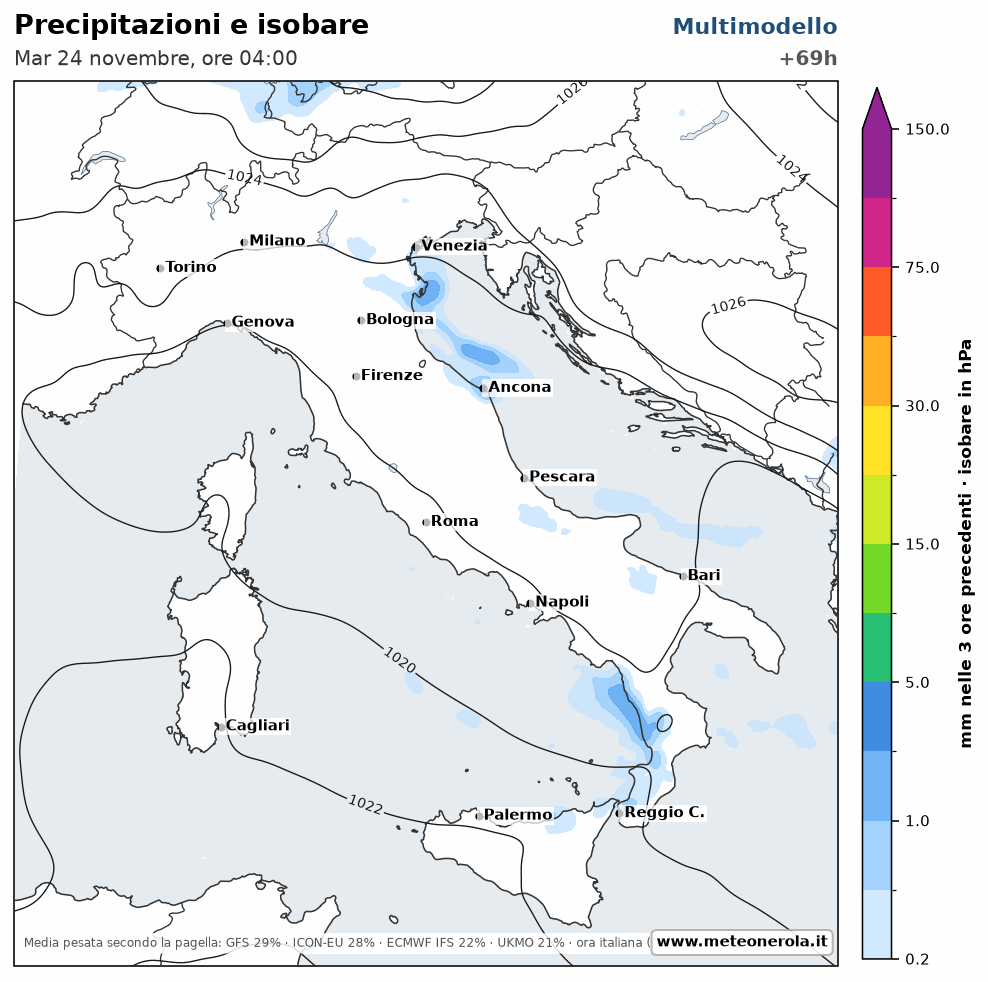 Precipitazioni e isobare
Multimodello
Mar 24 novembre, ore 04:00
+69h
1026
1024
1024
Milano
Venezia
Torino
1026
Genova
Bologna
Firenze
Ancona
Pescara
Roma
Bari
Napoli
1020
Cagliari
1022
Palermo
Reggio C.
Media pesata secondo la pagella: GFS 29% · ICON-EU 28% · ECMWF IFS 22% · UKMO 21% · ora italiana (
www.meteonerola.it
150.0
75.0
30.0
15.0
5.0
1.0
0.2
mm nelle 3 ore precedenti · isobare in hPa